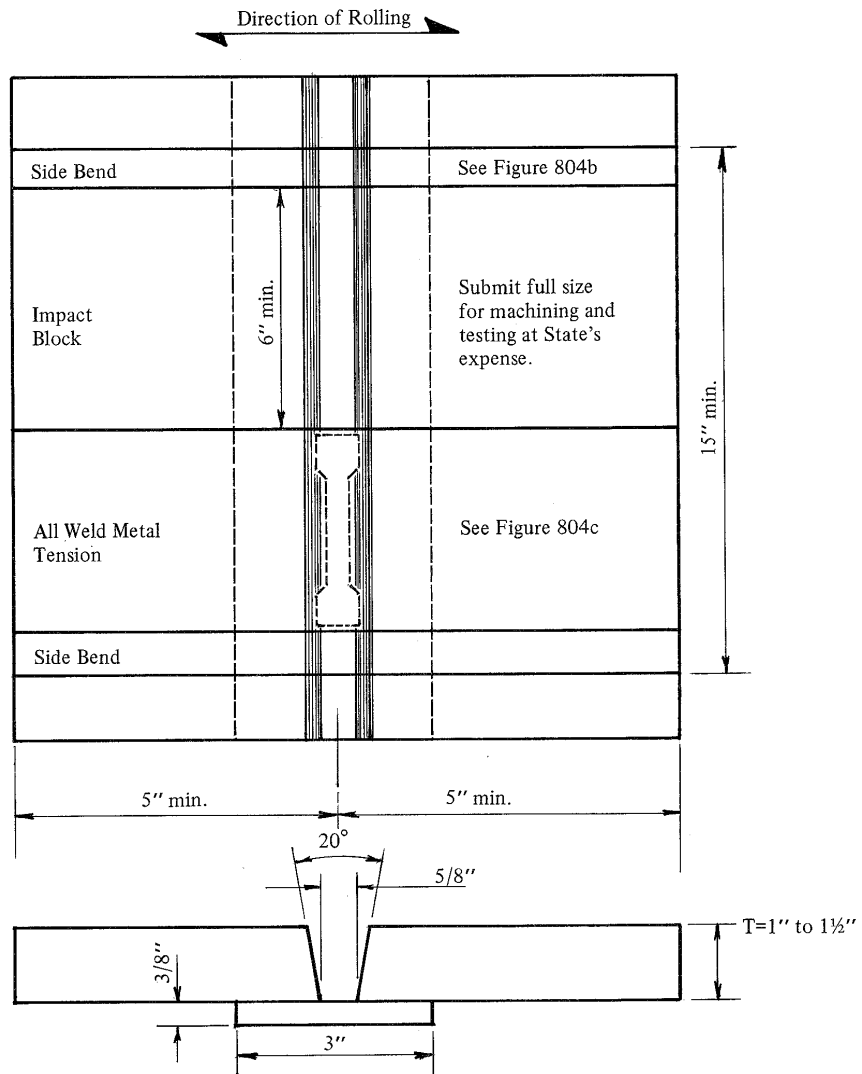 Direction of Rolling
Side Bend
See Figure 804b
6″ min.
Impact
Block
Submit full size
for machining and
testing at State's
expense.
15″ min.
All Weld Metal
Tension
See Figure 804c
Side Bend
5″ min.
5″ min.
20°
5/8″
T=1″ to 1½″
3/8″
3″